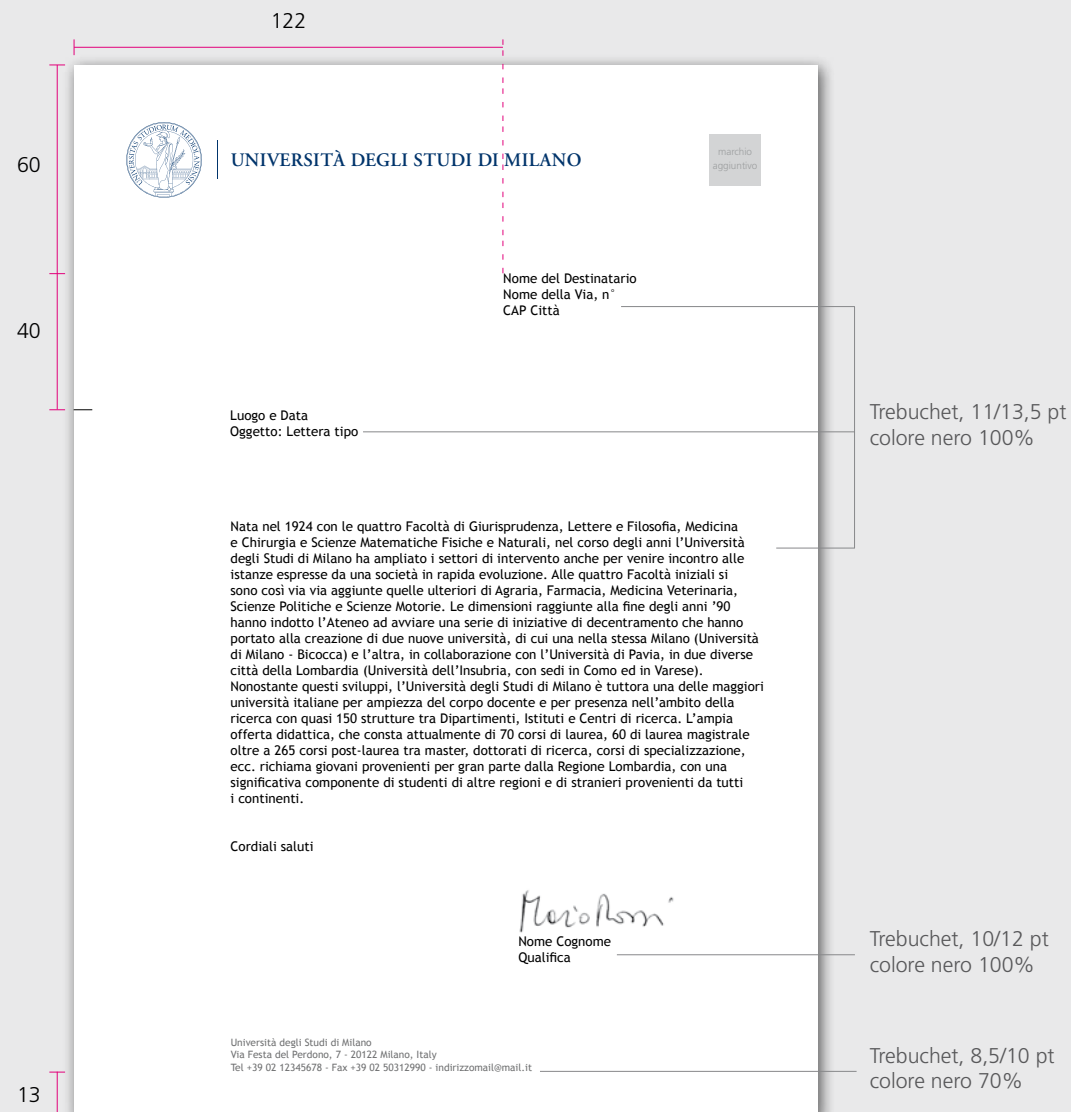 122
60
UNIVERSITAS STUDIORUM MEDIOLANENSIS
UNIVERSITÀ DEGLI STUDI DI MILANO
marchio
aggiuntivo
Nome del Destinatario
Nome della Via, n°
CAP Città
40
Luogo e Data
Oggetto: Lettera tipo
Trebuchet, 11/13,5 pt
colore nero 100%
Nata nel 1924 con le quattro Facoltà di Giurisprudenza, Lettere e Filosofia, Medicina
e Chirurgia e Scienze Matematiche Fisiche e Naturali, nel corso degli anni l’Università
degli Studi di Milano ha ampliato i settori di intervento anche per venire incontro alle
istanze espresse da una società in rapida evoluzione. Alle quattro Facoltà iniziali si
sono così via via aggiunte quelle ulteriori di Agraria, Farmacia, Medicina Veterinaria,
Scienze Politiche e Scienze Motorie. Le dimensioni raggiunte alla fine degli anni ’90
hanno indotto l’Ateneo ad avviare una serie di iniziative di decentramento che hanno
portato alla creazione di due nuove università, di cui una nella stessa Milano (Università
di Milano - Bicocca) e l’altra, in collaborazione con l’Università di Pavia, in due diverse
città della Lombardia (Università dell’Insubria, con sedi in Como ed in Varese).
Nonostante questi sviluppi, l’Università degli Studi di Milano è tuttora una delle maggiori
università italiane per ampiezza del corpo docente e per presenza nell’ambito della
ricerca con quasi 150 strutture tra Dipartimenti, Istituti e Centri di ricerca. L’ampia
offerta didattica, che consta attualmente di 70 corsi di laurea, 60 di laurea magistrale
oltre a 265 corsi post-laurea tra master, dottorati di ricerca, corsi di specializzazione,
ecc. richiama giovani provenienti per gran parte dalla Regione Lombardia, con una
significativa componente di studenti di altre regioni e di stranieri provenienti da tutti
i continenti.
Cordiali saluti
Mario Rossi
Nome Cognome
Qualifica
Trebuchet, 10/12 pt
colore nero 100%
Università degli Studi di Milano
Via Festa del Perdono, 7 - 20122 Milano, Italy
Tel +39 02 12345678 - Fax +39 02 50312990 - indirizzomail@mail.it
Trebuchet, 8,5/10 pt
colore nero 70%
13